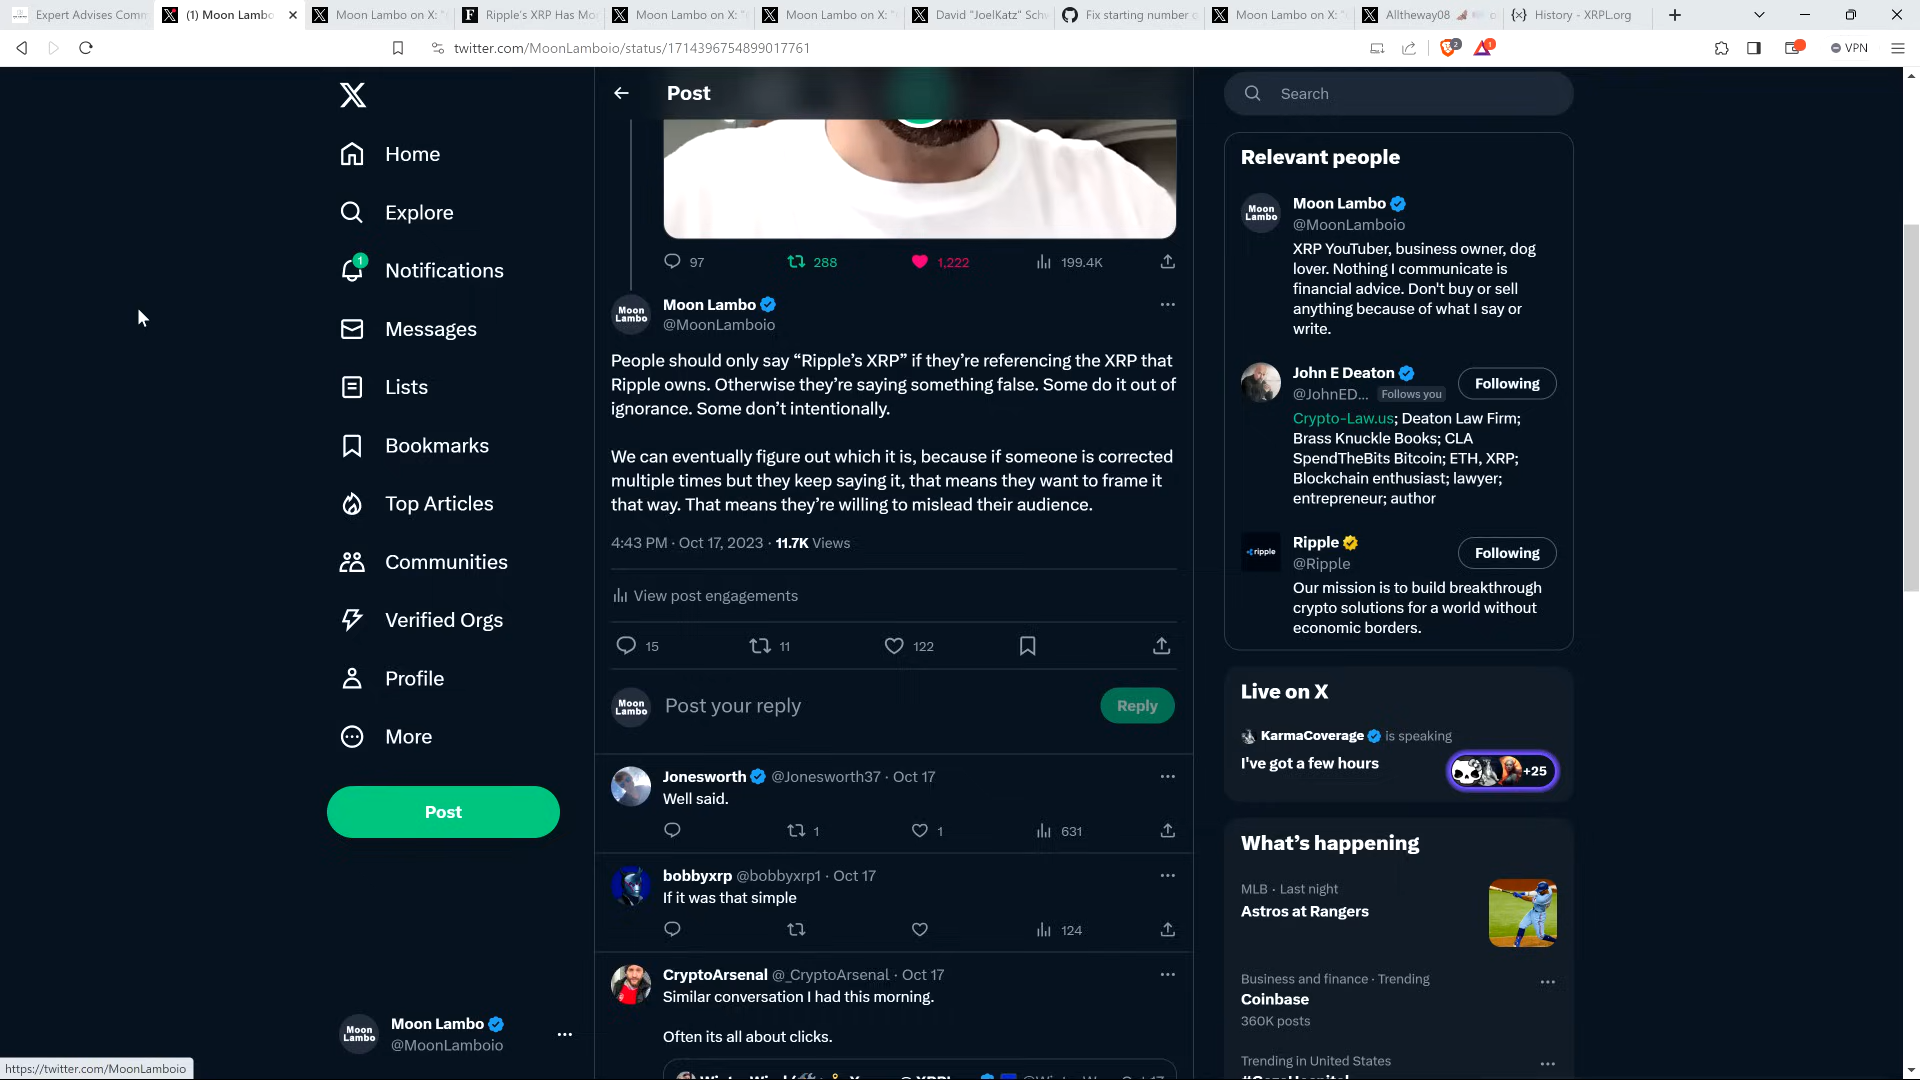 Expert Advises Comm
(1) Moon Lambo
Moon Lambo on X: "
Ripple's XRP Has Mo
Moon Lambo on X: "
Moon Lambo on X: "
David "JoelKatz" Sch
Fix starting number
Moon Lambo on X: "
Alltheway08
History - XRPL.org
twitter.com/MoonLamboio/status/1714396754899017761
2
1
VPN
Home
Explore
1
Notifications
Messages
Lists
Bookmarks
Top Articles
Communities
Verified Orgs
Profile
More
Post
Moon Lambo
Moon Lambo
@MoonLamboio
https://twitter.com/MoonLamboio
Post
97 288 1,222 199.4K
Moon Lambo
Moon Lambo
@MoonLamboio
People should only say “Ripple’s XRP” if they’re referencing the XRP that
Ripple owns. Otherwise they’re saying something false. Some do it out of
ignorance. Some don’t intentionally.
We can eventually figure out which it is, because if someone is corrected
multiple times but they keep saying it, that means they want to frame it
that way. That means they’re willing to mislead their audience.
4:43 PM · Oct 17, 2023 · 11.7K Views
View post engagements
15 11 122
Moon Lambo
Post your reply
Reply
Jonesworth @Jonesworth37 · Oct 17
Well said.
1 1 631
bobbyxrp @bobbyxrp1 · Oct 17
If it was that simple
124
CryptoArsenal @_CryptoArsenal · Oct 17
Similar conversation I had this morning.
Often its all about clicks.
Search
Relevant people
Moon Lambo
Moon Lambo
@MoonLamboio
XRP YouTuber, business owner, dog
lover. Nothing I communicate is
financial advice. Don't buy or sell
anything because of what I say or
write.
John E Deaton
@JohnED... Follows you
Following
Crypto-Law.us; Deaton Law Firm;
Brass Knuckle Books; CLA
SpendTheBits Bitcoin; ETH, XRP;
Blockchain enthusiast; lawyer;
entrepreneur; author
ripple
Ripple
@Ripple
Following
Our mission is to build breakthrough
crypto solutions for a world without
economic borders.
Live on X
KarmaCoverage is speaking
I've got a few hours
+25
What’s happening
MLB · Last night
Astros at Rangers
Business and finance · Trending
Coinbase
360K posts
Trending in United States